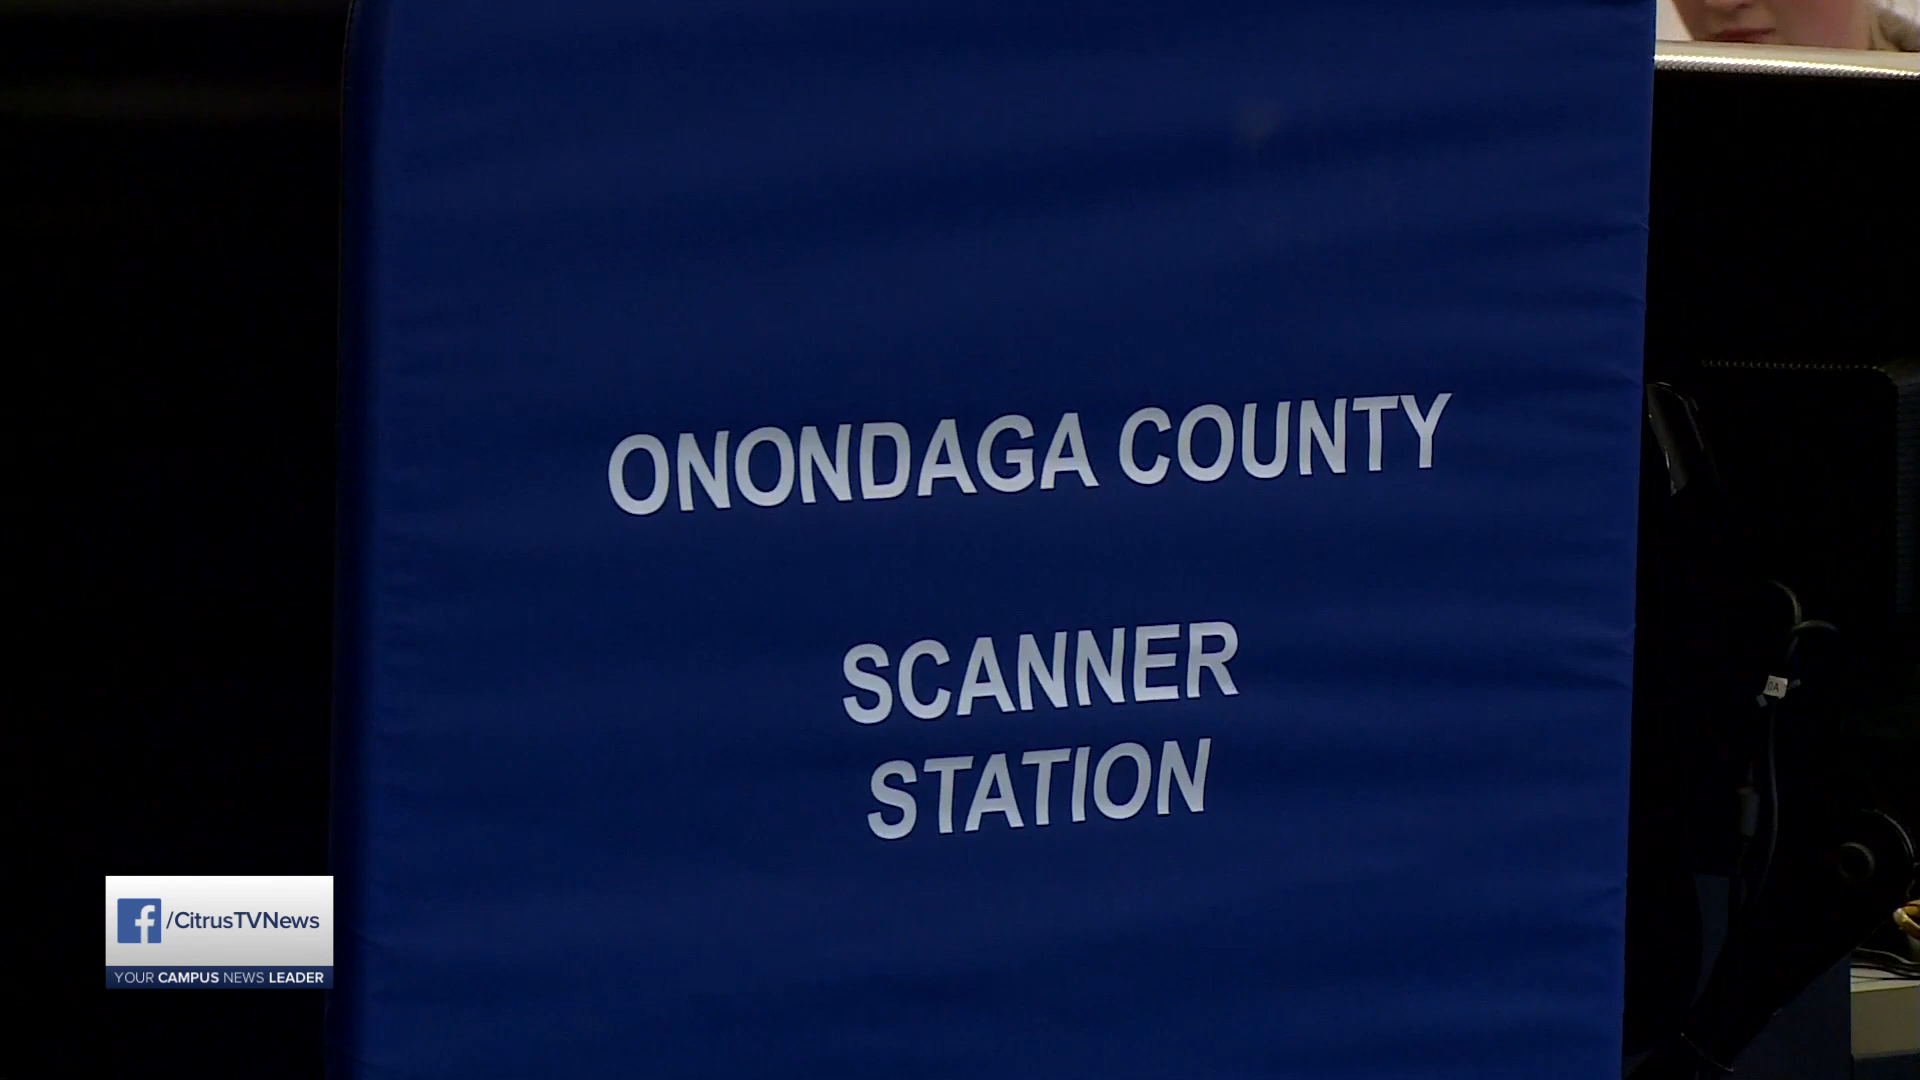 ONONDAGA COUNTY
SCANNER
STATION
/CitrusTVNews
YOUR CAMPUS NEWS LEADER